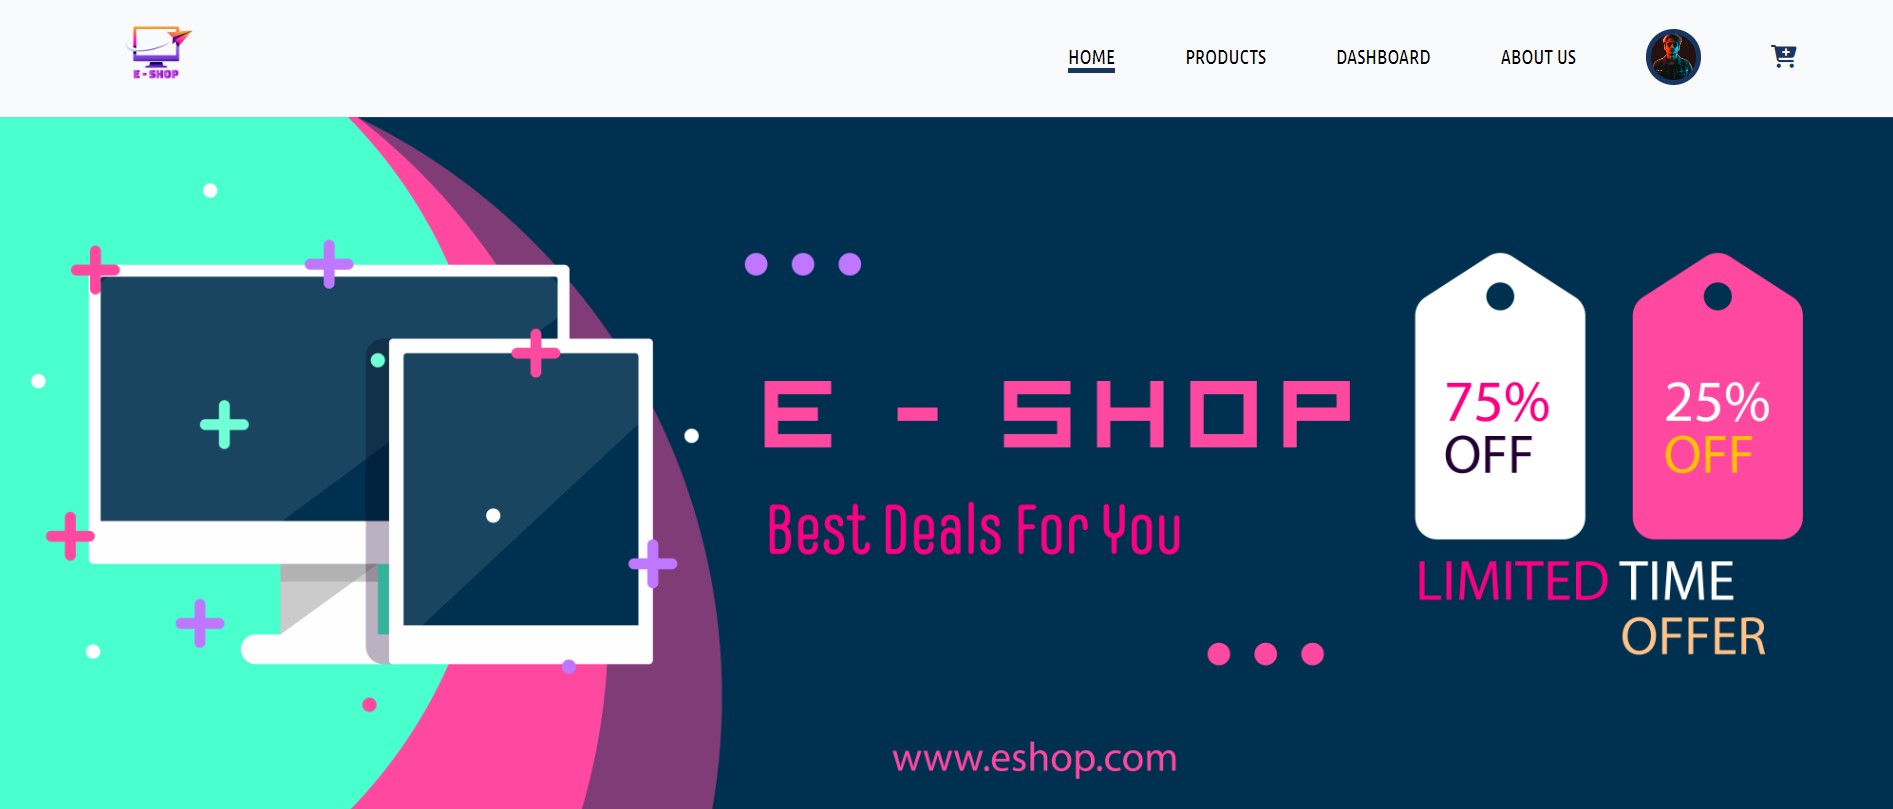 E - SHOP
HOME PRODUCTS DASHBOARD ABOUT US
E - SHOP
Best Deals For You
75%
OFF
25%
OFF
LIMITED TIME
OFFER
www.eshop.com